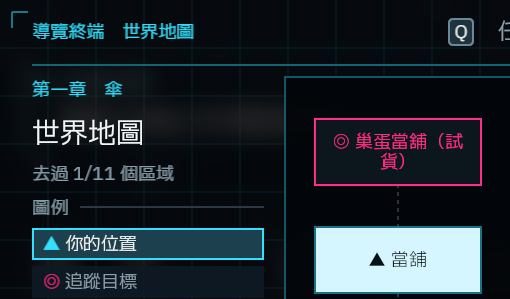 導覽終端 世界地圖
Q
第一章 傘
世界地圖
去過 1/11 個區域
圖例
▲ 你的位置
◎ 追蹤目標
◎ 巢蛋當鋪（試
貨）
▲ 當鋪